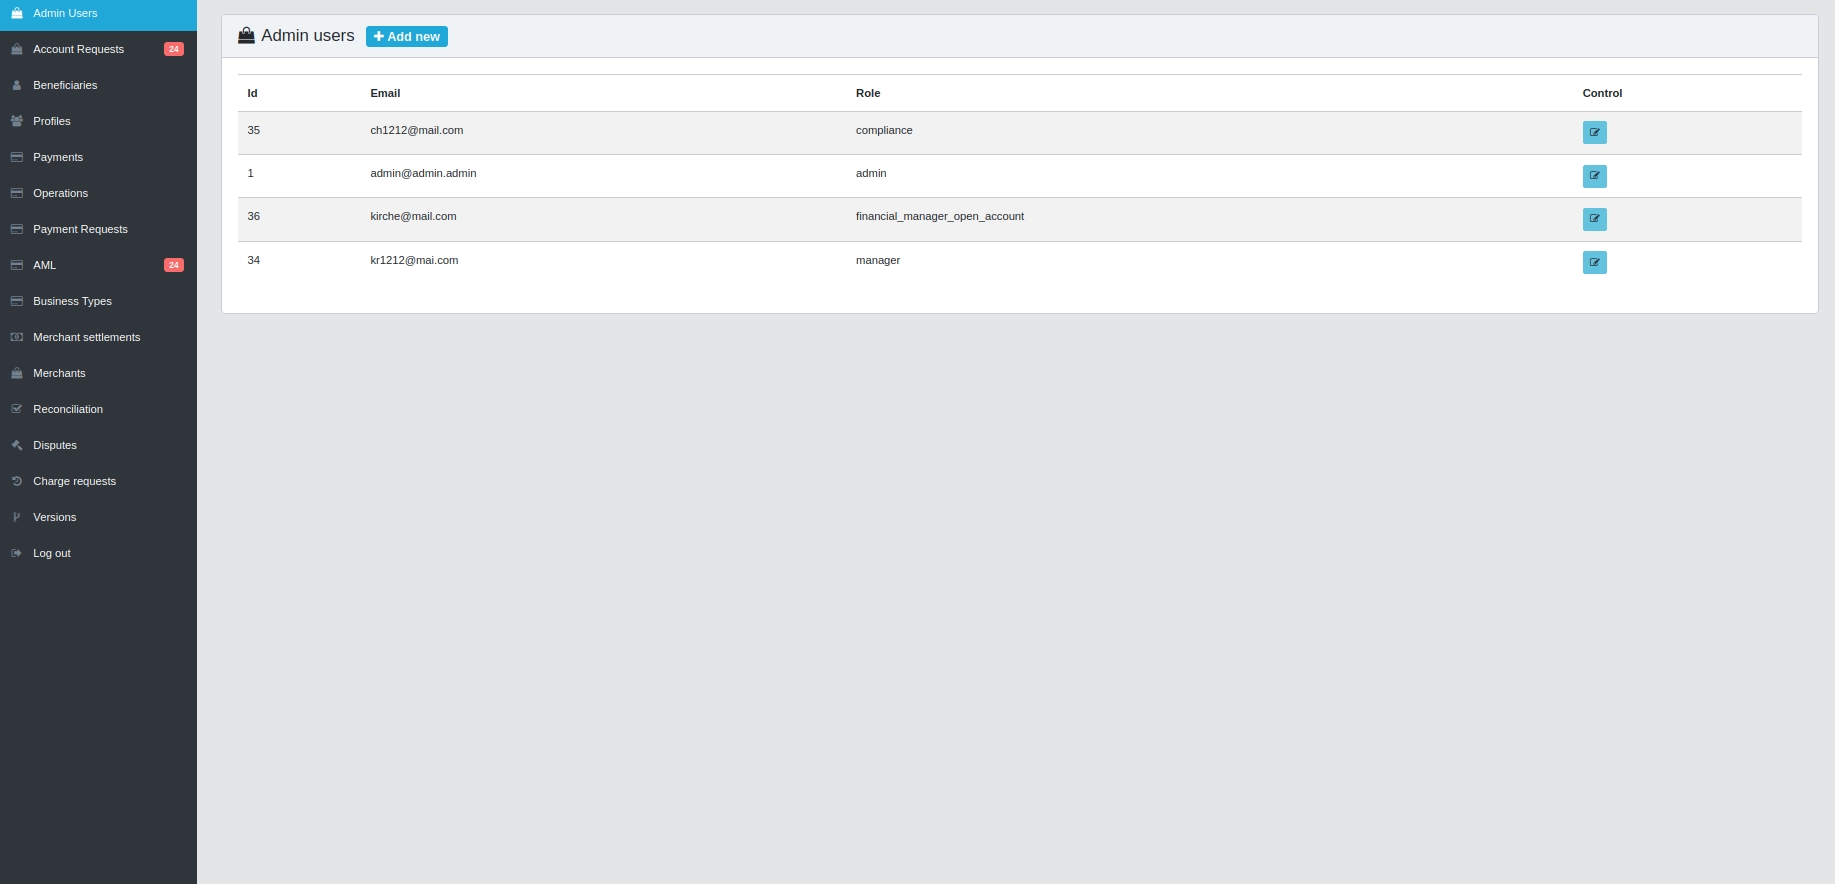 Admin Users
Account Requests 24
Beneficiaries
Profiles
Payments
Operations
Payment Requests
AML 24
Business Types
Merchant settlements
Merchants
Reconciliation
Disputes
Charge requests
Versions
Log out
Admin users Add new
Id Email Role Control
35 ch1212@mail.com compliance
1 admin@admin.admin admin
36 kirche@mail.com financial_manager_open_account
34 kr1212@mai.com manager